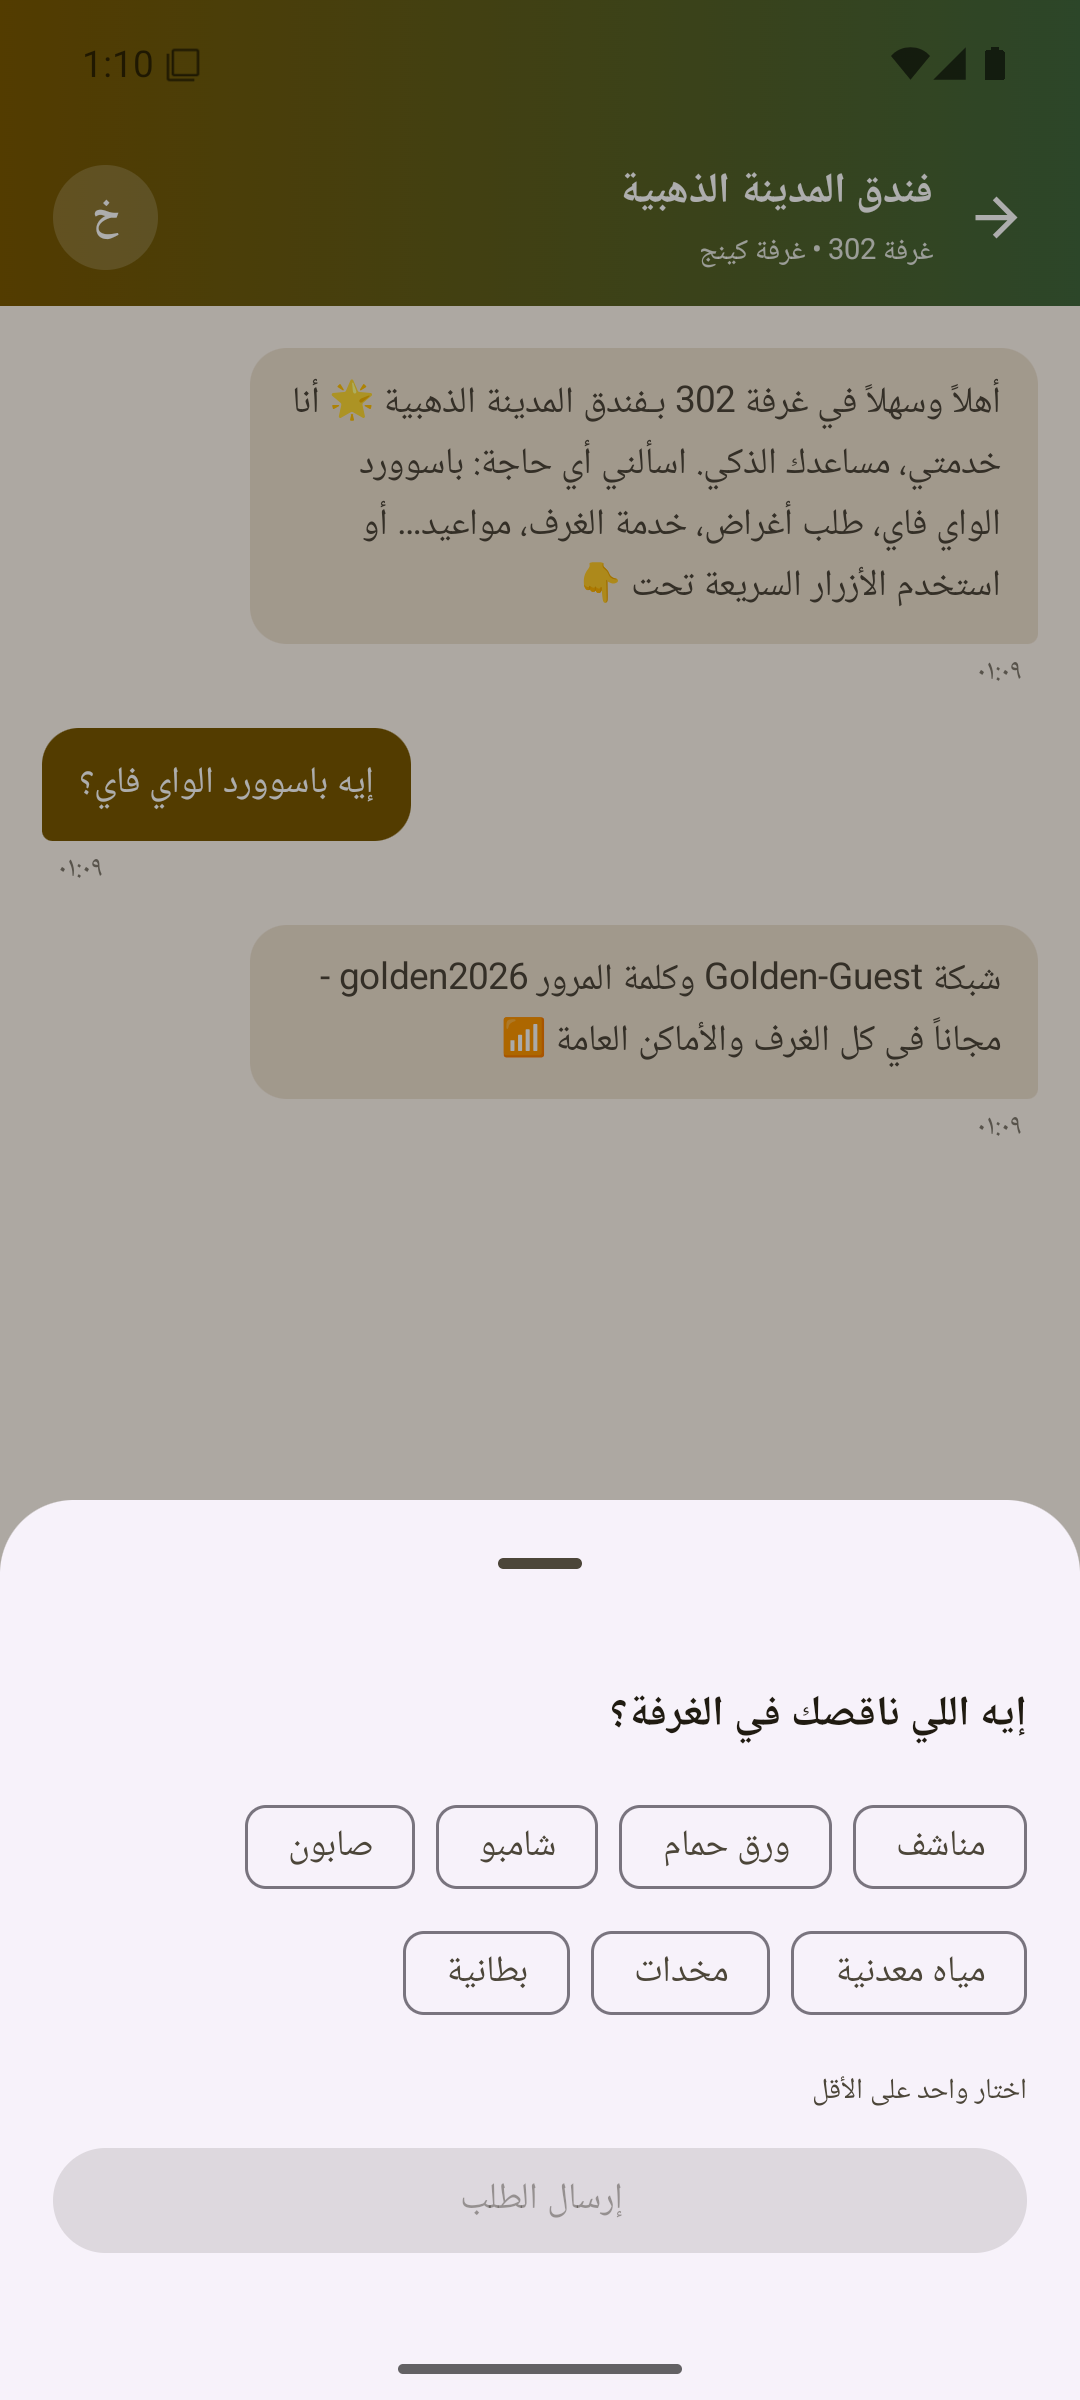 1:10
فندق المدينة الذهبية
غرفة 302 • غرفة كينج
خ
أهلاً وسهلاً في غرفة 302 بـفندق المدينة الذهبية 🌟 أنا
خدمتي، مساعدك الذكي. اسألني أي حاجة: باسوورد
الواي فاي، طلب أغراض، خدمة الغرف، مواعيد... أو
استخدم الأزرار السريعة تحت 👇
٠١:٠٩
إيه باسوورد الواي فاي؟
٠١:٠٩
شبكة Golden-Guest وكلمة المرور golden2026 -
مجاناً في كل الغرف والأماكن العامة 📶
٠١:٠٩
إيه اللي ناقصك في الغرفة؟
مناشف
ورق حمام
شامبو
صابون
مياه معدنية
مخدات
بطانية
اختار واحد على الأقل
إرسال الطلب